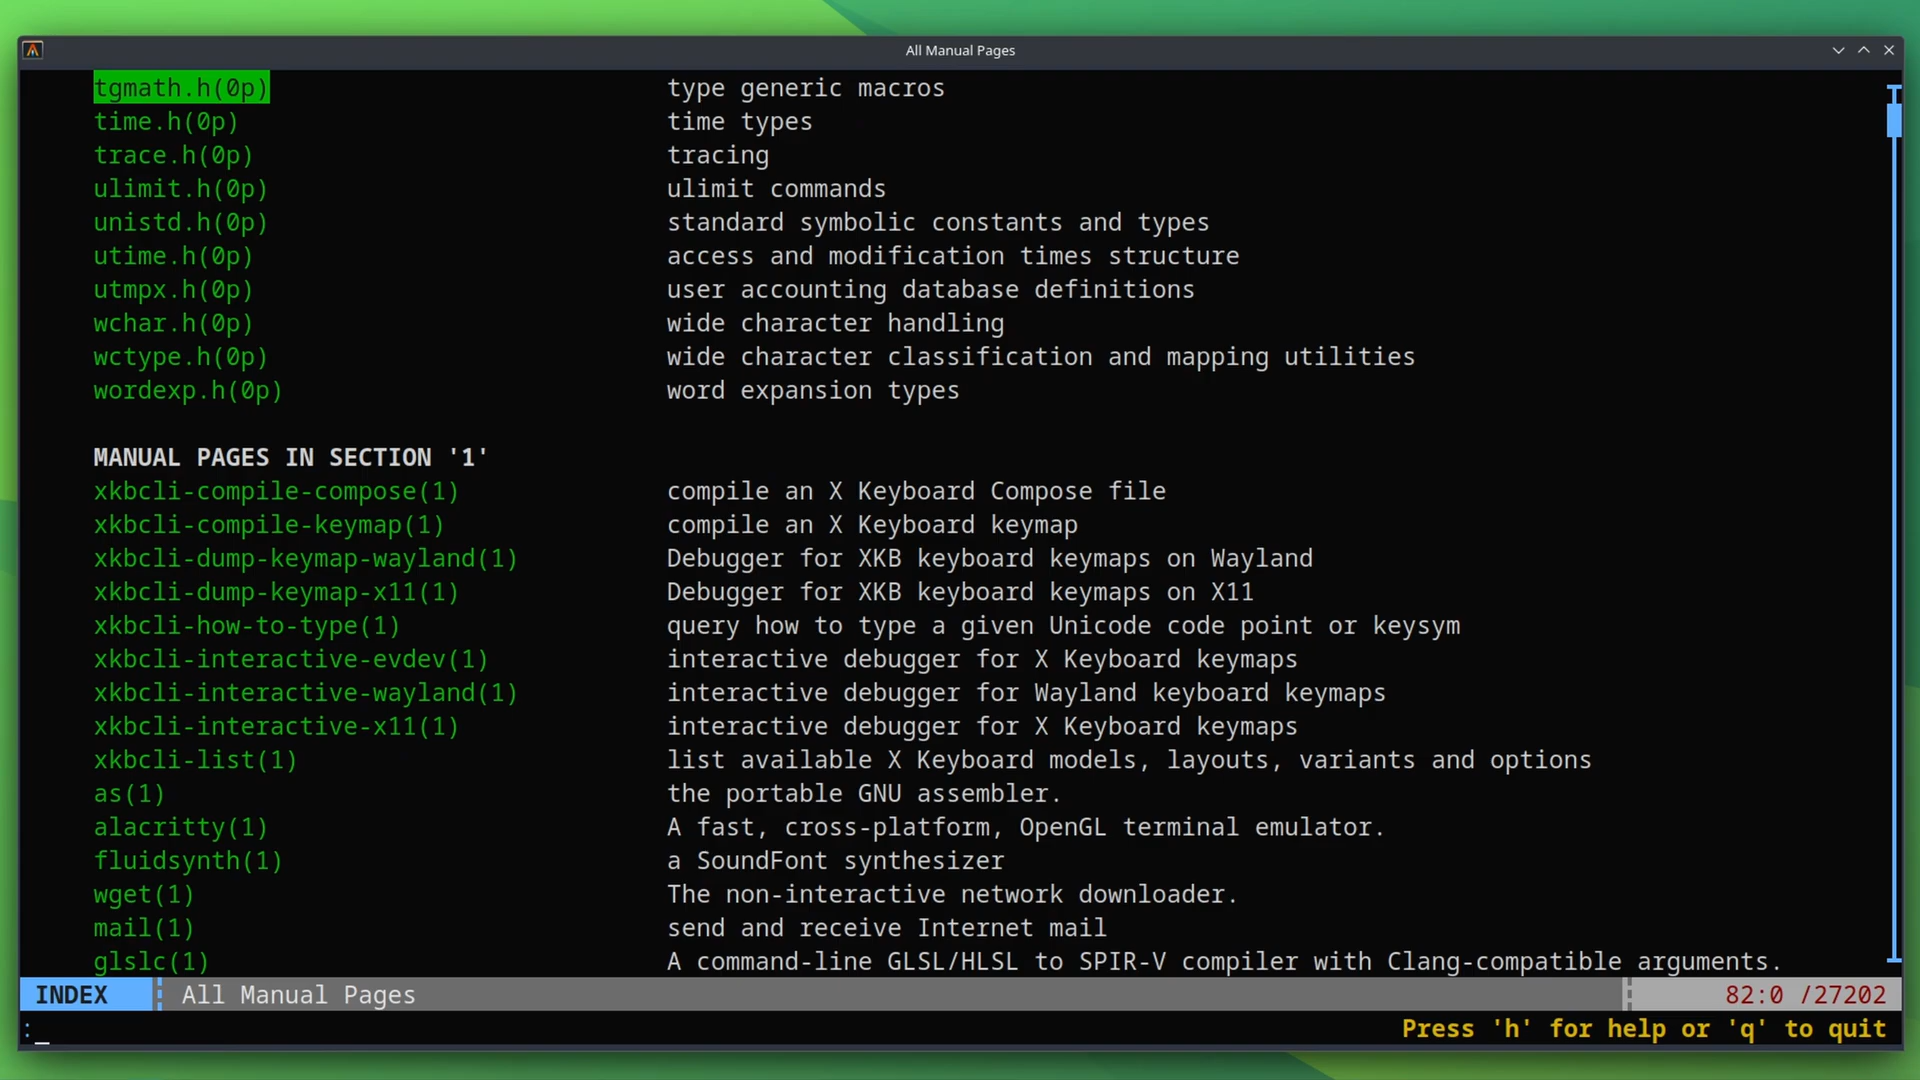 All Manual Pages
tgmath.h(0p) type generic macros
time.h(0p) time types
trace.h(0p) tracing
ulimit.h(0p) ulimit commands
unistd.h(0p) standard symbolic constants and types
utime.h(0p) access and modification times structure
utmpx.h(0p) user accounting database definitions
wchar.h(0p) wide character handling
wctype.h(0p) wide character classification and mapping utilities
wordexp.h(0p) word expansion types
MANUAL PAGES IN SECTION '1'
xkbcli-compile-compose(1) compile an X Keyboard Compose file
xkbcli-compile-keymap(1) compile an X Keyboard keymap
xkbcli-dump-keymap-wayland(1) Debugger for XKB keyboard keymaps on Wayland
xkbcli-dump-keymap-x11(1) Debugger for XKB keyboard keymaps on X11
xkbcli-how-to-type(1) query how to type a given Unicode code point or keysym
xkbcli-interactive-evdev(1) interactive debugger for X Keyboard keymaps
xkbcli-interactive-wayland(1) interactive debugger for Wayland keyboard keymaps
xkbcli-interactive-x11(1) interactive debugger for X Keyboard keymaps
xkbcli-list(1) list available X Keyboard models, layouts, variants and options
as(1) the portable GNU assembler.
alacritty(1) A fast, cross-platform, OpenGL terminal emulator.
fluidsynth(1) a SoundFont synthesizer
wget(1) The non-interactive network downloader.
mail(1) send and receive Internet mail
glslc(1) A command-line GLSL/HLSL to SPIR-V compiler with Clang-compatible arguments.
INDEX All Manual Pages 82:0 /27202
:_ Press 'h' for help or 'q' to quit